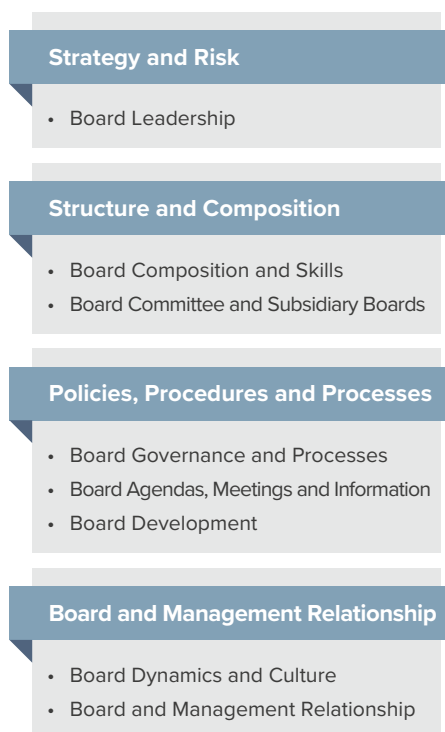 Strategy and Risk
• Board Leadership
Structure and Composition
• Board Composition and Skills
• Board Committee and Subsidiary Boards
Policies, Procedures and Processes
• Board Governance and Processes
• Board Agendas, Meetings and Information
• Board Development
Board and Management Relationship
• Board Dynamics and Culture
• Board and Management Relationship